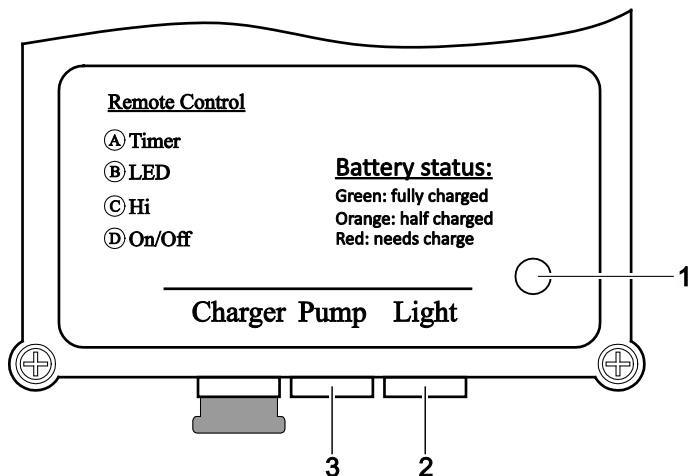 Remote Control
Ⓐ Timer
Ⓑ LED
Ⓒ Hi
Ⓓ On/Off
Battery status:
Green: fully charged
Orange: half charged
Red: needs charge
1
Charger Pump Light
3 2